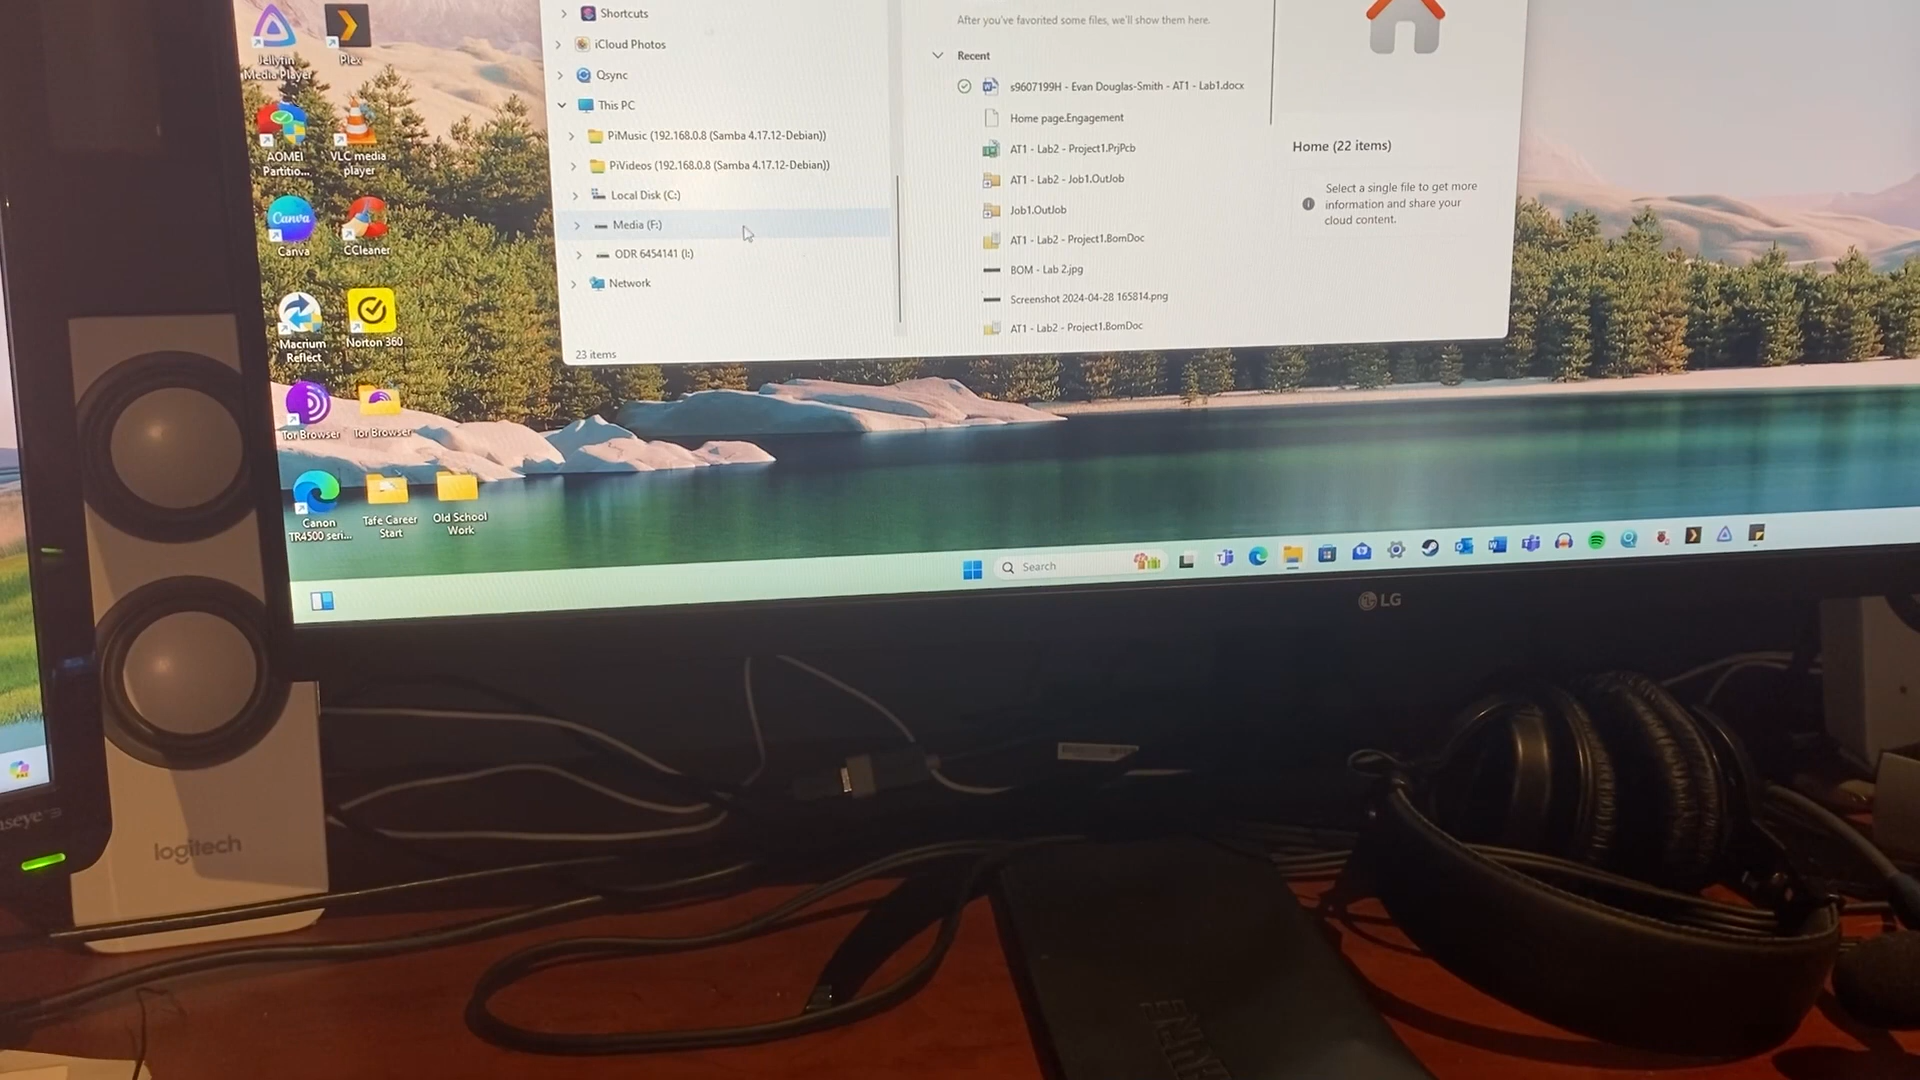 Jellyfin
Media Player
Plex
AOMEI
Partitio...
VLC media
player
Canva
Canva
CCleaner
Macrium
Reflect
Norton 360
Tor Browser
Tor Browser
Canon
TR4500 seri...
Tafe Career
Start
Old School
Work
Shortcuts
iCloud Photos
Qsync
This PC
PiMusic (192.168.0.8 (Samba 4.17.12-Debian))
PiVideos (192.168.0.8 (Samba 4.17.12-Debian))
Local Disk (C:)
Media (F:)
ODR 6454141 (I:)
Network
23 items
After you've favorited some files, we'll show them here.
Recent
s9607199H - Evan Douglas-Smith - AT1 - Lab1.docx
Home page.Engagement
AT1 - Lab2 - Project1.PrjPcb
AT1 - Lab2 - Job1.OutJob
Job1.OutJob
AT1 - Lab2 - Project1.BomDoc
BOM - Lab 2.jpg
Screenshot 2024-04-28 165814.png
AT1 - Lab2 - Project1.BomDoc
Home (22 items)
Select a single file to get more
information and share your
cloud content.
Search
LG
logitech